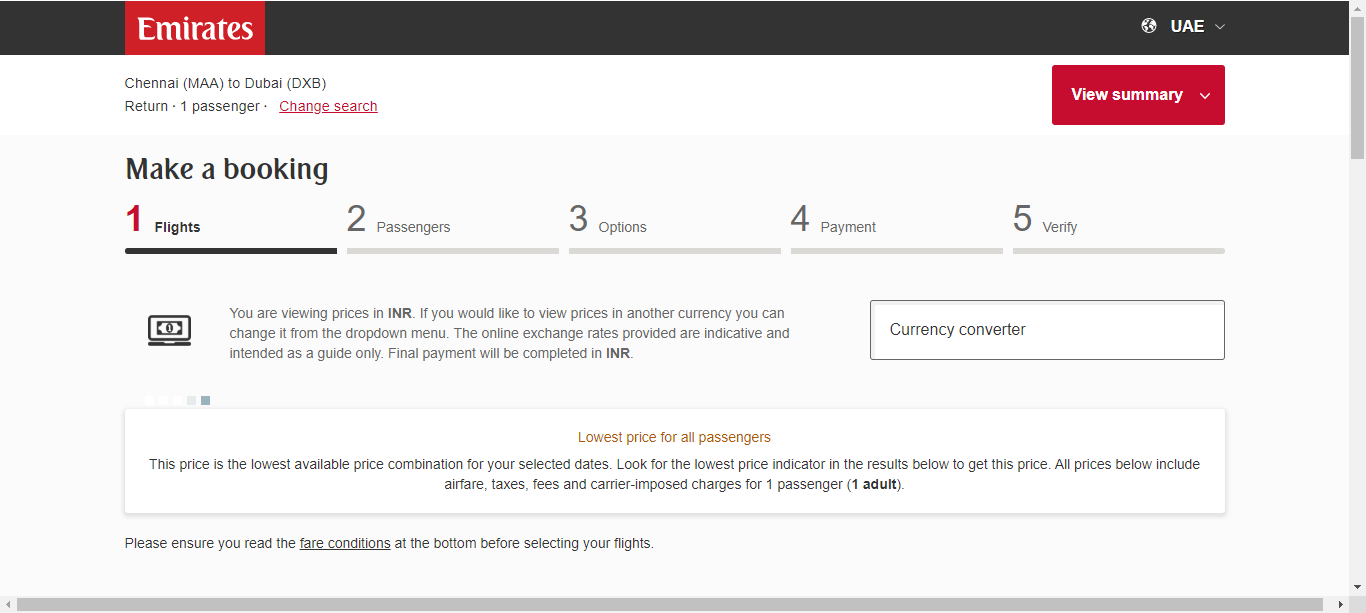 Emirates
UAE
Chennai (MAA) to Dubai (DXB)
Return · 1 passenger · Change search
View summary
Make a booking
1 Flights
2 Passengers
3 Options
4 Payment
5 Verify
You are viewing prices in INR. If you would like to view prices in another currency you can
change it from the dropdown menu. The online exchange rates provided are indicative and
intended as a guide only. Final payment will be completed in INR.
Currency converter
Lowest price for all passengers
This price is the lowest available price combination for your selected dates. Look for the lowest price indicator in the results below to get this price. All prices below include
airfare, taxes, fees and carrier-imposed charges for 1 passenger (1 adult).
Please ensure you read the fare conditions at the bottom before selecting your flights.